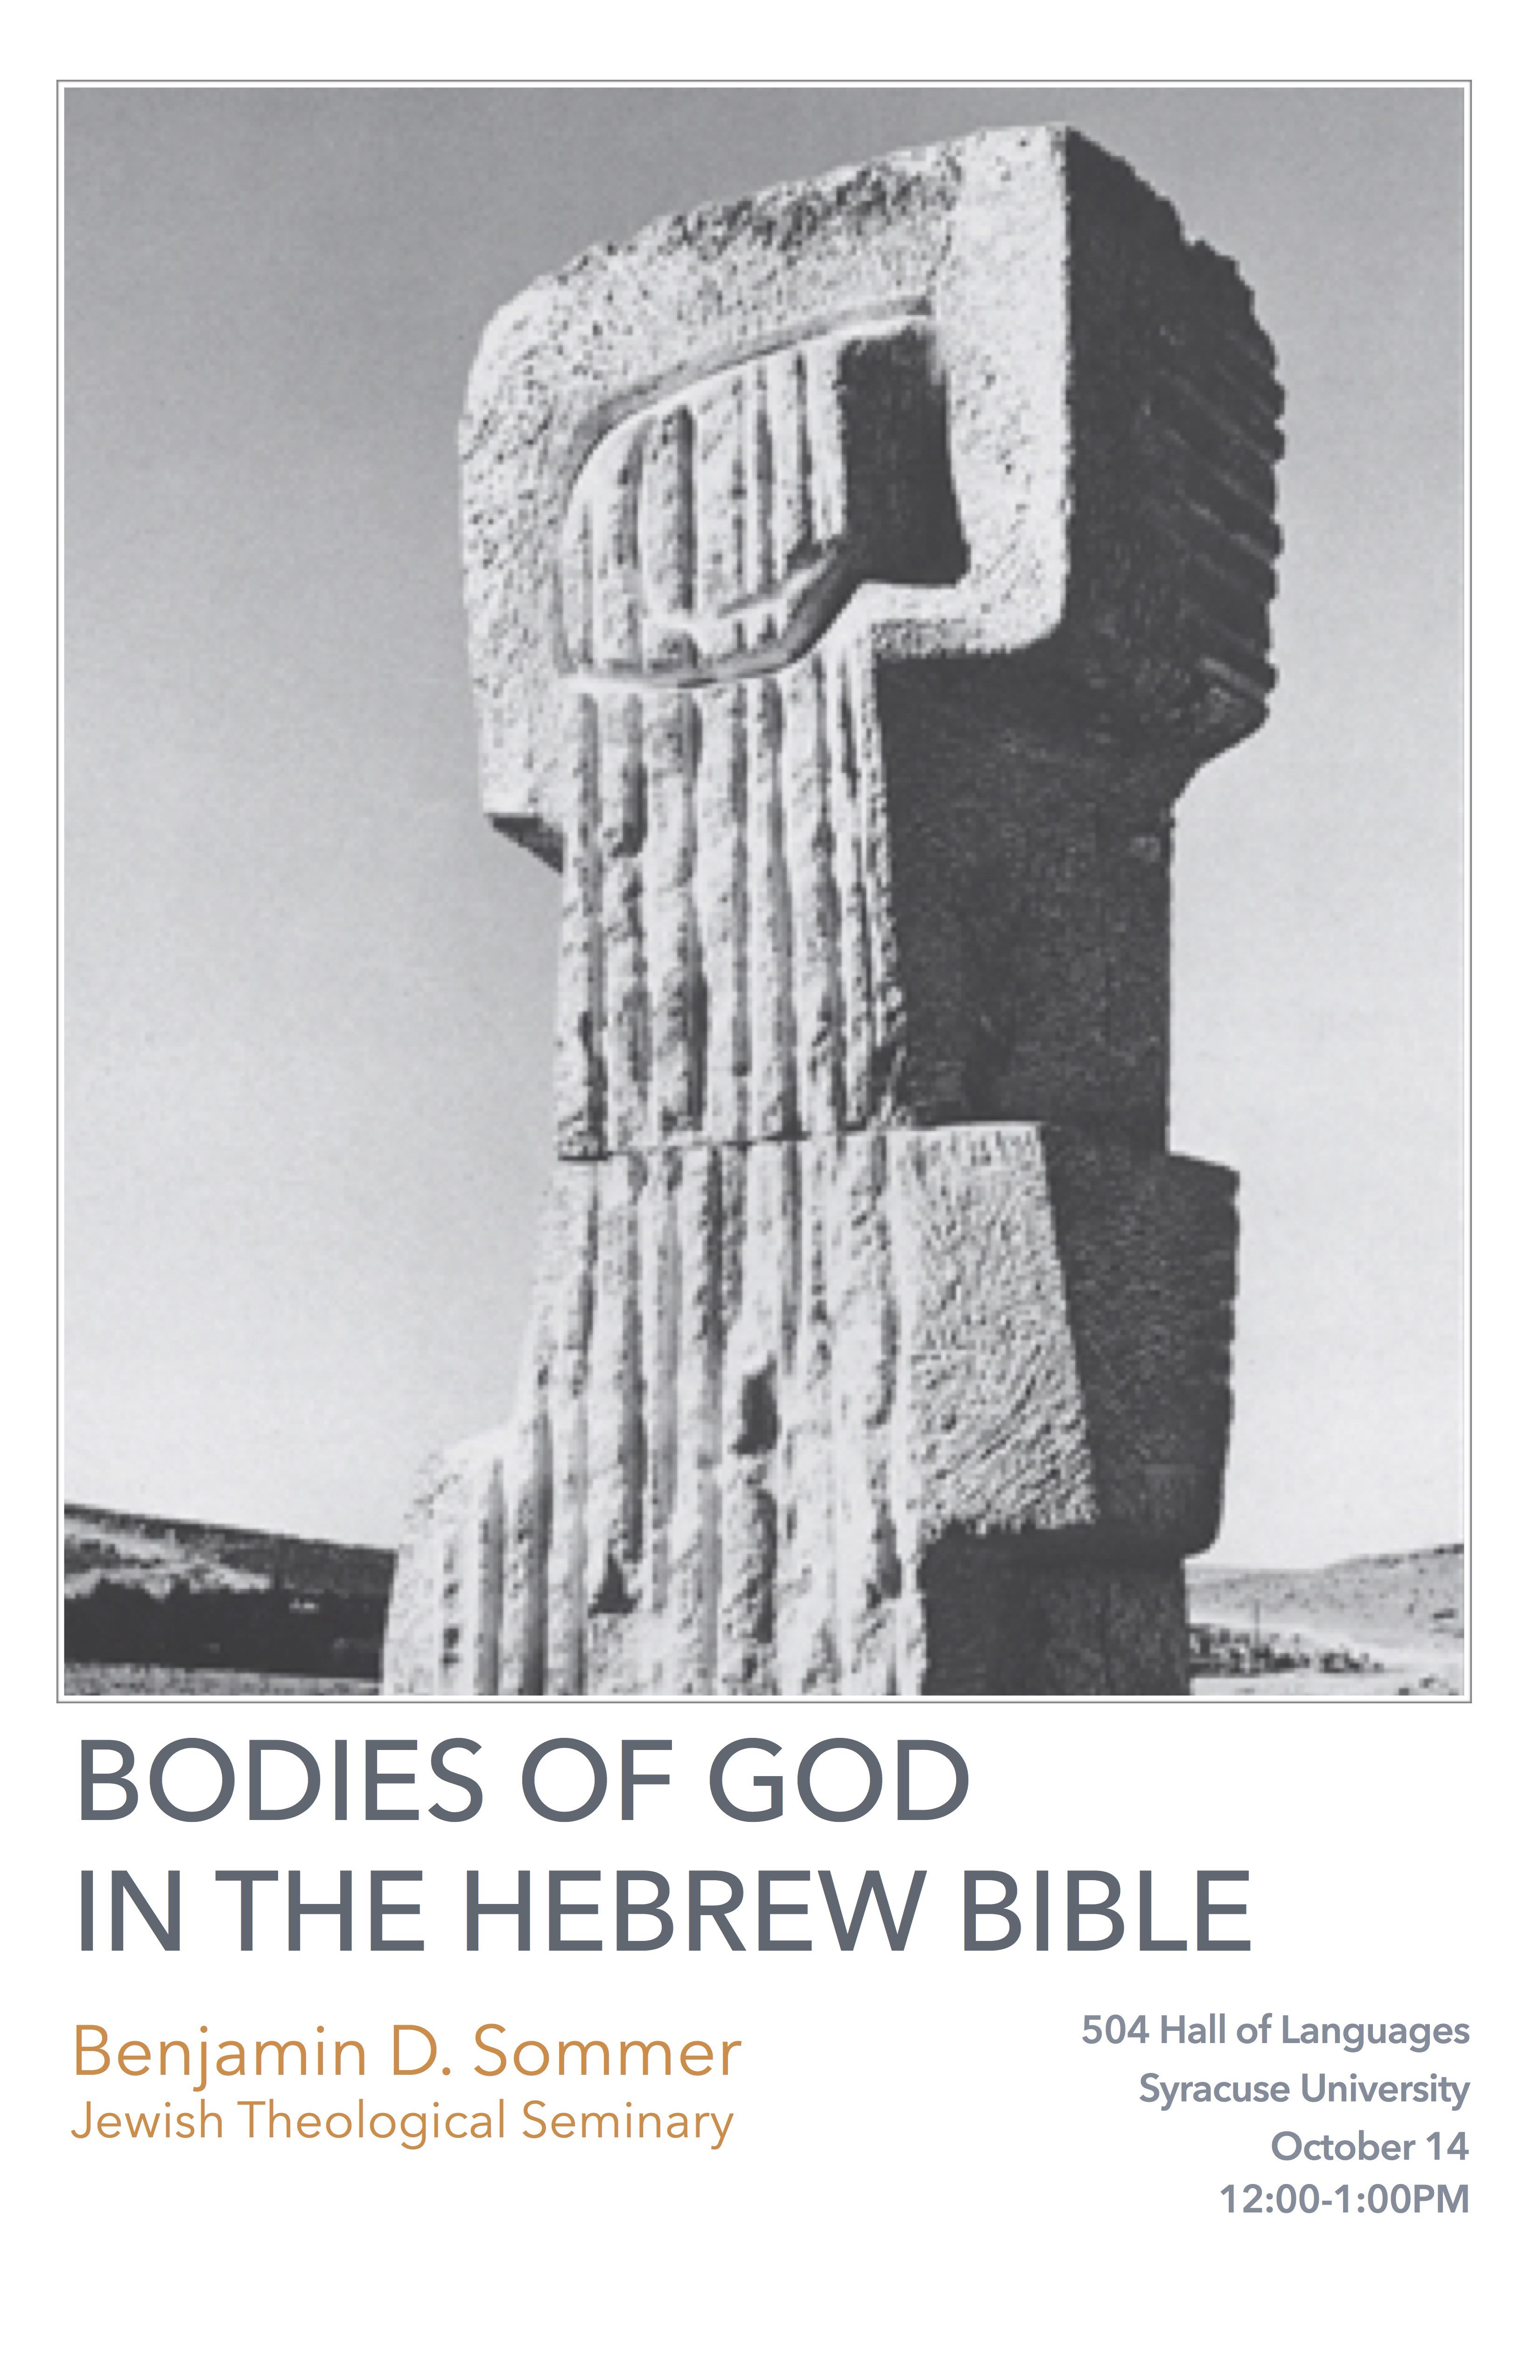 BODIES OF GOD
IN THE HEBREW BIBLE
Benjamin D. Sommer
Jewish Theological Seminary
504 Hall of Languages
Syracuse University
October 14
12:00-1:00PM